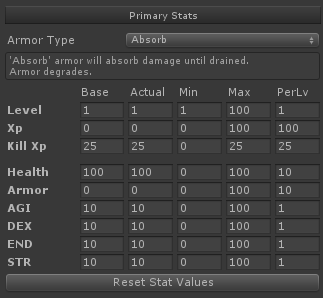 Primary Stats
Armor Type Absorb
'Absorb' armor will absorb damage until drained.
Armor degrades.
Base Actual Min Max PerLv
Level 1 1 1 100 1
Xp 0 0 0 100 100
Kill Xp 25 25 0 25 25
Health 100 100 0 100 10
Armor 0 0 0 100 10
AGI 10 10 0 100 1
DEX 10 10 0 100 1
END 10 10 0 100 1
STR 10 10 0 100 1
Reset Stat Values